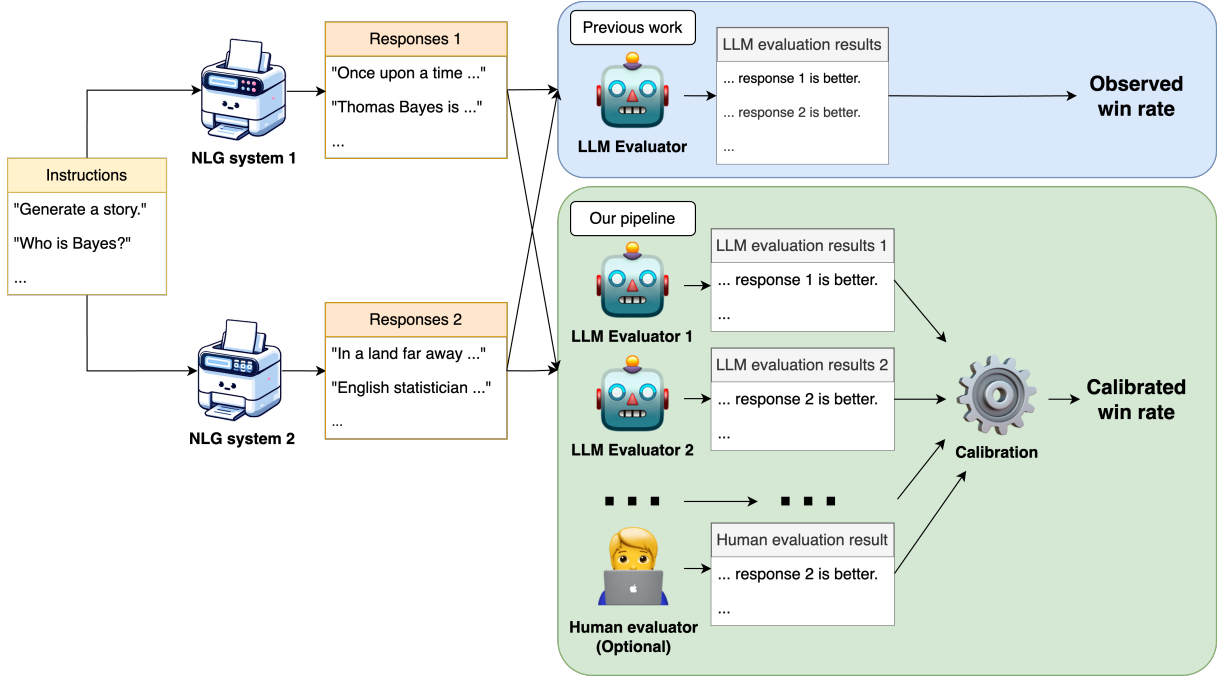 Instructions
"Generate a story."
"Who is Bayes?"
...
NLG system 1
Responses 1
"Once upon a time ..."
"Thomas Bayes is ..."
...
NLG system 2
Responses 2
"In a land far away ..."
"English statistician ..."
...
Previous work
LLM Evaluator
LLM evaluation results
... response 1 is better.
... response 2 is better.
...
Observed
win rate
Our pipeline
LLM Evaluator 1
LLM evaluation results 1
... response 1 is better.
...
LLM Evaluator 2
LLM evaluation results 2
... response 2 is better.
...
Human evaluator
(Optional)
Human evaluation result
... response 2 is better.
...
Calibration
Calibrated
win rate